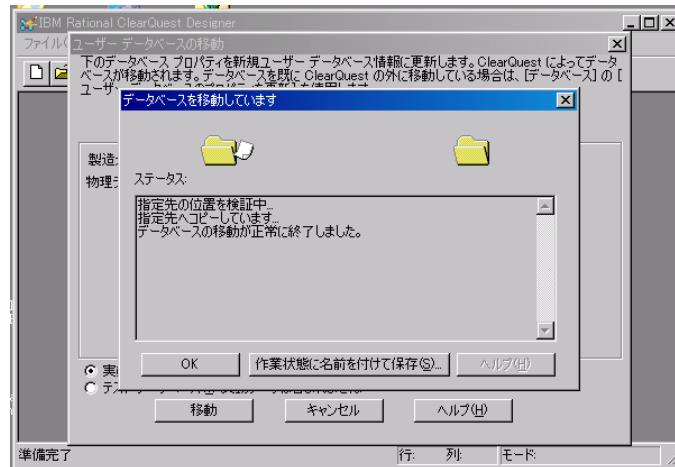 IBM Rational ClearQuest Designer
ファイル(
ユーザー データベースの移動
下のデータベース プロパティを新規ユーザー データベース情報に更新します。ClearQuest によってデータ
ベースが移動されます。データベースを既に ClearQuest の外に移動している場合は、[データベース] の [
ユーザー
データベースを移動しています
製造
物理
ステータス:
指定先の位置を検証中...
指定先へコピーしています...
データベースの移動が正常に終了しました。
OK
作業状態に名前を付けて保存(S)...
ヘルプ(H)
移動
キャンセル
ヘルプ(H)
準備完了
行:
列:
モード: